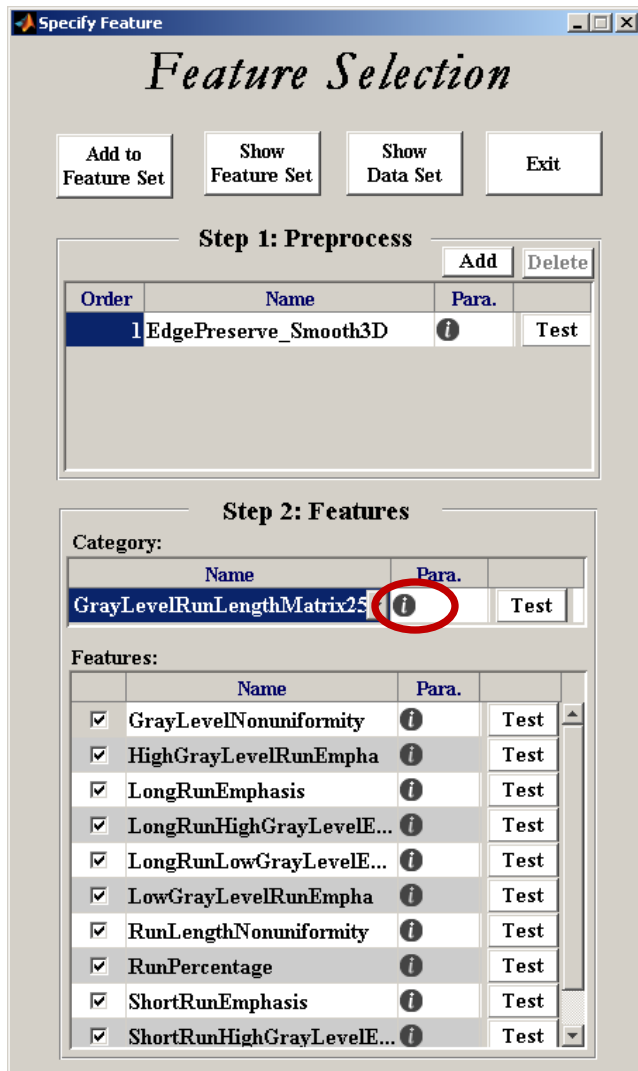 Specify Feature
Feature Selection
Add to Feature Set
Show Feature Set
Show Data Set
Exit
Step 1: Preprocess
Add Delete
Order Name Para.
1 EdgePreserve_Smooth3D i Test
Step 2: Features
Category:
Name Para.
GrayLevelRunLengthMatrix25 i Test
Features:
Name Para.
GrayLevelNonuniformity i Test
HighGrayLevelRunEmpha i Test
LongRunEmphasis i Test
LongRunHighGrayLevelE... i Test
LongRunLowGrayLevelE... i Test
LowGrayLevelRunEmpha i Test
RunLengthNonuniformity i Test
RunPercentage i Test
ShortRunEmphasis i Test
ShortRunHighGrayLevelE... i Test